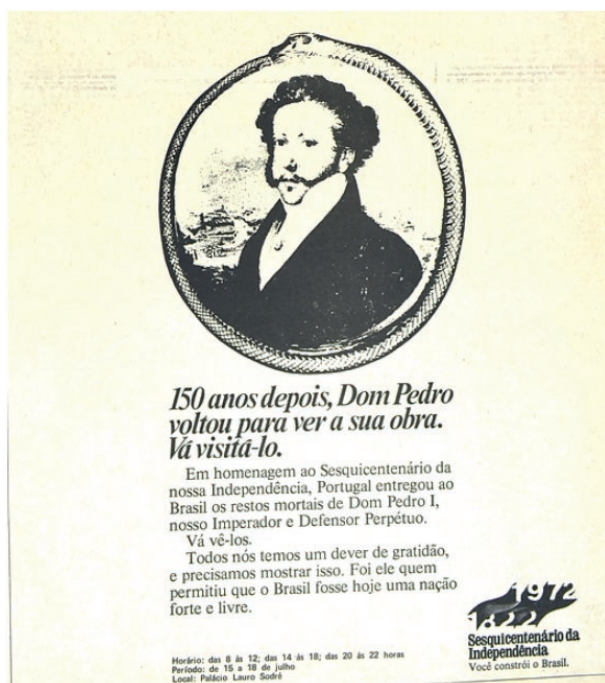 150 anos depois, Dom Pedro
voltou para ver a sua obra.
Vá visitá-lo.
Em homenagem ao Sesquicentenário da
nossa Independência, Portugal entregou ao
Brasil os restos mortais de Dom Pedro I,
nosso Imperador e Defensor Perpétuo.
Vá vê-los.
Todos nós temos um dever de gratidão,
e precisamos mostrar isso. Foi ele quem
permitiu que o Brasil fosse hoje uma nação
forte e livre.
Horário: das 8 às 12; das 14 às 18; das 20 às 22 horas
Período: de 15 a 18 de julho
Local: Palácio Lauro Sodré
1972
1822
Sesquicentenário da
Independência
Você constrói o Brasil.